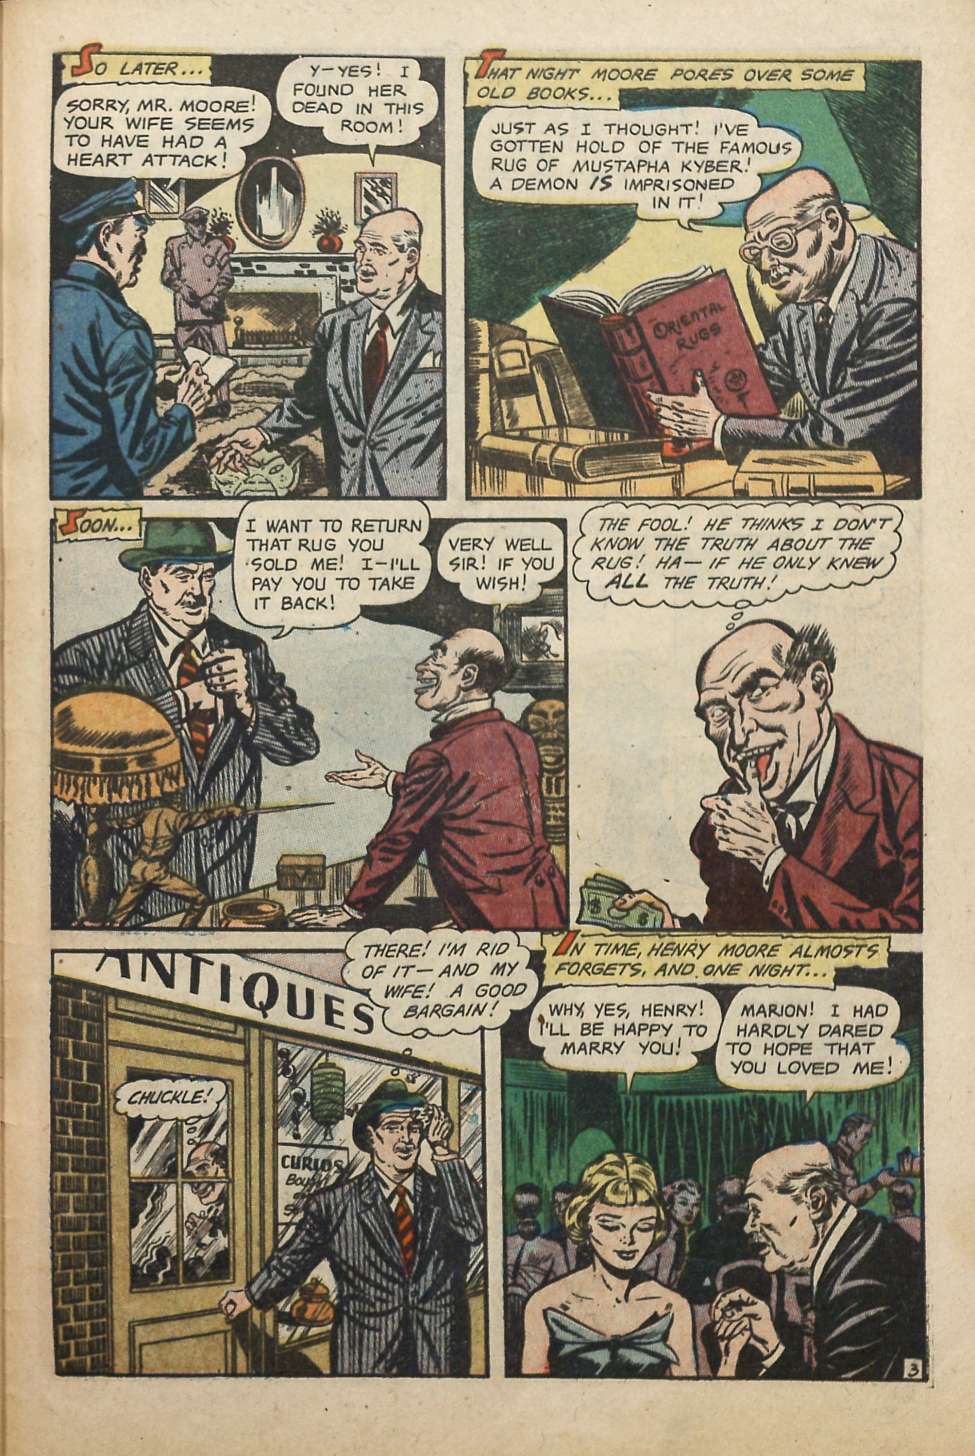 SO LATER...
SORRY, MR. MOORE!
YOUR WIFE SEEMS
TO HAVE HAD A
HEART ATTACK!
Y-YES! I
FOUND HER
DEAD IN THIS
ROOM!
THAT NIGHT MOORE PORES OVER SOME
OLD BOOKS...
JUST AS I THOUGHT! I'VE
GOTTEN HOLD OF THE FAMOUS
RUG OF MUSTAPHA KYBER!
A DEMON IS IMPRISONED
IN IT!
ORIENTAL
RUGS
SOON...
I WANT TO RETURN
THAT RUG YOU
SOLD ME! I-I'LL
PAY YOU TO TAKE
IT BACK!
VERY WELL
SIR! IF YOU
WISH!
THE FOOL! HE THINKS I DON'T
KNOW THE TRUTH ABOUT THE
RUG! HA— IF HE ONLY KNEW
ALL THE TRUTH!
ANTIQUES
THERE! I'M RID
OF IT— AND MY
WIFE! A GOOD
BARGAIN!
CHUCKLE!
CURIOS
IN TIME, HENRY MOORE ALMOSTS
FORGETS, AND ONE NIGHT...
WHY, YES, HENRY!
I'LL BE HAPPY TO
MARRY YOU!
MARION! I HAD
HARDLY DARED
TO HOPE THAT
YOU LOVED ME!
3